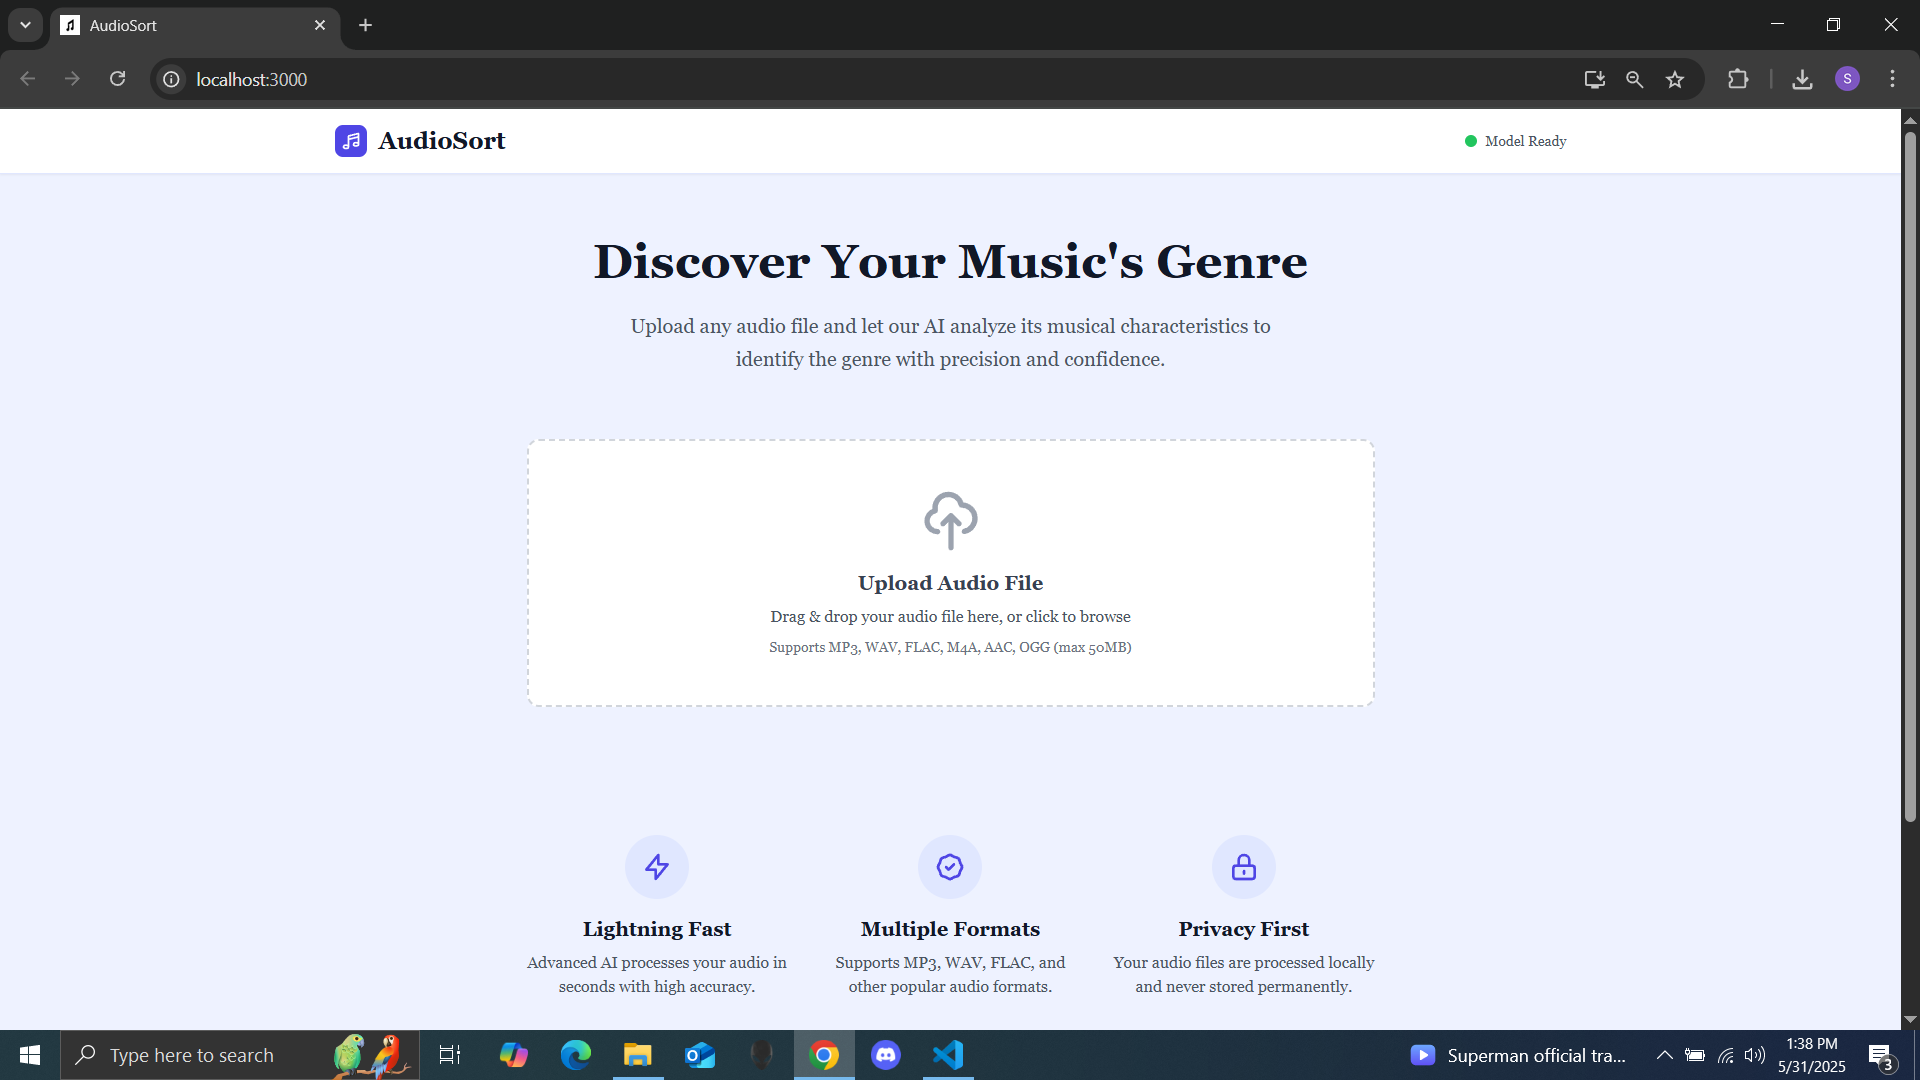 AudioSort
localhost:3000
S
AudioSort
Model Ready
Discover Your Music's Genre
Upload any audio file and let our AI analyze its musical characteristics to
identify the genre with precision and confidence.
Upload Audio File
Drag & drop your audio file here, or click to browse
Supports MP3, WAV, FLAC, M4A, AAC, OGG (max 50MB)
Lightning Fast
Advanced AI processes your audio in
seconds with high accuracy.
Multiple Formats
Supports MP3, WAV, FLAC, and
other popular audio formats.
Privacy First
Your audio files are processed locally
and never stored permanently.
Type here to search
Superman official tra...
1:38 PM
5/31/2025
3